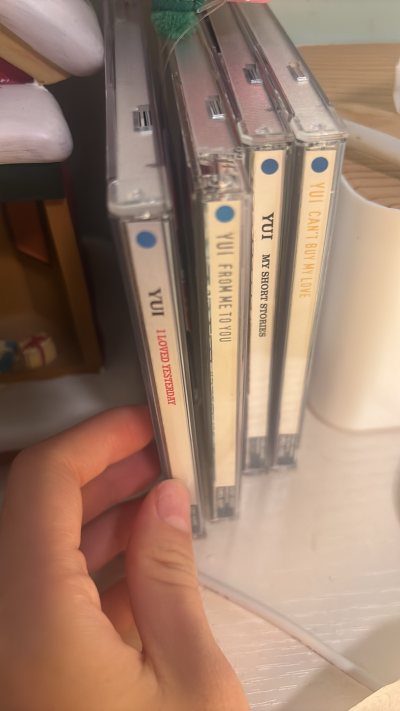 YUI I LOVED YESTERDAY
YUI FROM ME TO YOU
YUI MY SHORT STORIES
YUI CAN'T BUY MY LOVE